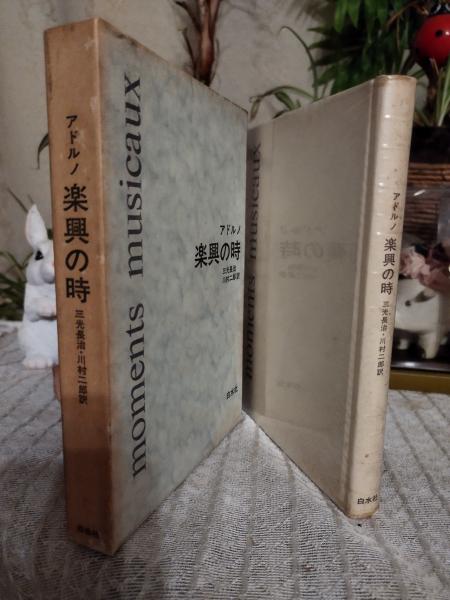 アドルノ 楽興の時 三光長治・川村二郎訳
白水社
moments musicaux
アドルノ
楽興の時
三光長治
川村二郎訳
白水社
moments musicaux
アドルノ 楽興の時 三光長治・川村二郎訳
白水社